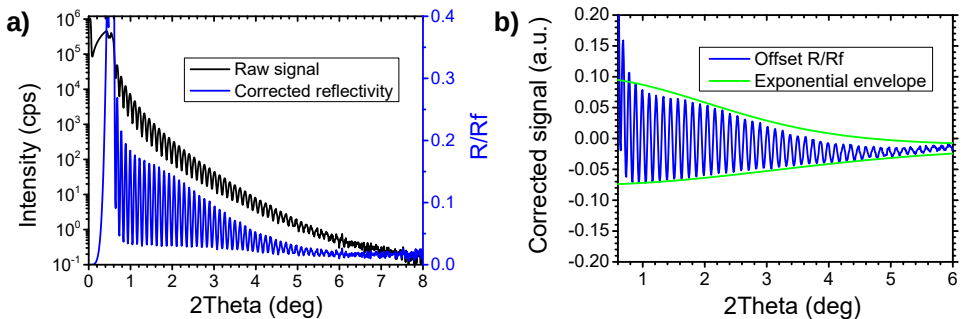 a)
10^6
10^5
10^4
10^3
10^2
10^1
10^0
10^-1
Intensity (cps)
Raw signal
Corrected reflectivity
0.4
0.3
0.2
0.1
0.0
R/Rf
0 1 2 3 4 5 6 7 8
2Theta (deg)
b)
0.20
0.15
0.10
0.05
0.00
-0.05
-0.10
-0.15
-0.20
Corrected signal (a.u.)
Offset R/Rf
Exponential envelope
1 2 3 4 5 6
2Theta (deg)